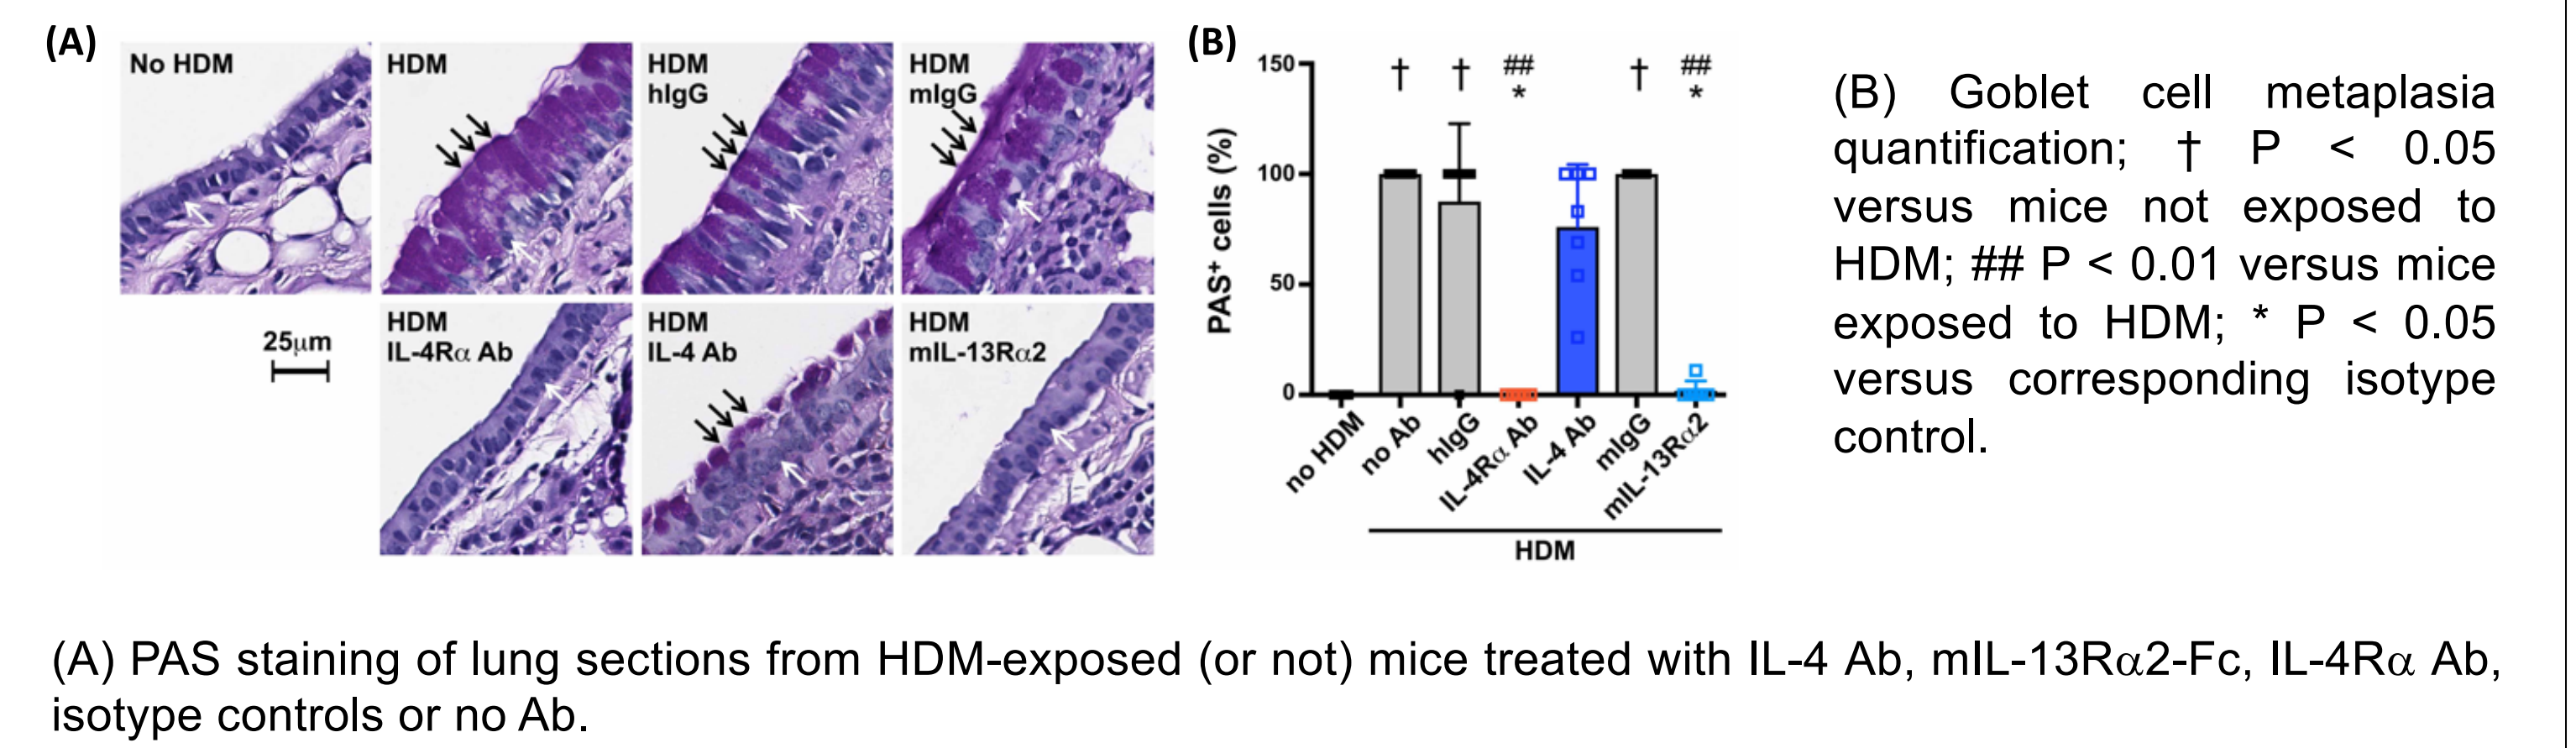 (A)
No HDM
HDM
HDM
hIgG
HDM
mIgG
25μm
HDM
IL-4Rα Ab
HDM
IL-4 Ab
HDM
mIL-13Rα2
(B)
PAS⁺ cells (%)
150
100
50
0
† † ## † ##
* *
no HDM
no Ab
hIgG
IL-4Rα Ab
IL-4 Ab
mIgG
mIL-13Rα2
HDM
(B) Goblet cell metaplasia
quantification; † P < 0.05
versus mice not exposed to
HDM; ## P < 0.01 versus mice
exposed to HDM; * P < 0.05
versus corresponding isotype
control.
(A) PAS staining of lung sections from HDM-exposed (or not) mice treated with IL-4 Ab, mIL-13Rα2-Fc, IL-4Rα Ab,
isotype controls or no Ab.